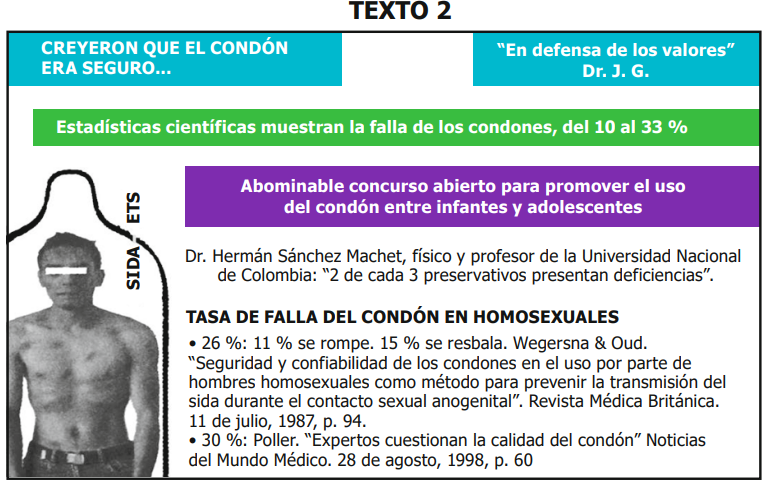 TEXTO 2
CREYERON QUE EL CONDÓN
ERA SEGURO...
“En defensa de los valores”
Dr. J. G.
Estadísticas científicas muestran la falla de los condones, del 10 al 33 %
Abominable concurso abierto para promover el uso
del condón entre infantes y adolescentes
SIDA ETS
Dr. Hermán Sánchez Machet, físico y profesor de la Universidad Nacional
de Colombia: “2 de cada 3 preservativos presentan deficiencias”.
TASA DE FALLA DEL CONDÓN EN HOMOSEXUALES
• 26 %: 11 % se rompe. 15 % se resbala. Wegersna & Oud.
“Seguridad y confiabilidad de los condones en el uso por parte de
hombres homosexuales como método para prevenir la transmisión del
sida durante el contacto sexual anogenital”. Revista Médica Británica.
11 de julio, 1987, p. 94.
• 30 %: Poller. “Expertos cuestionan la calidad del condón” Noticias
del Mundo Médico. 28 de agosto, 1998, p. 60